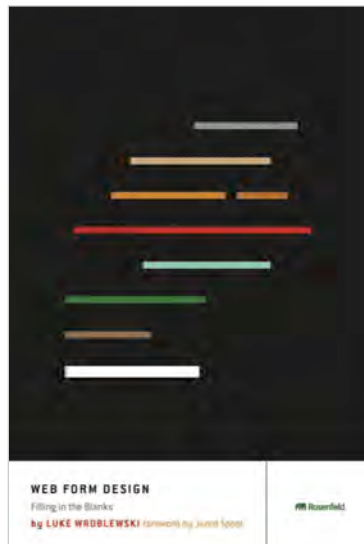 WEB FORM DESIGN
Filling in the Blanks
by LUKE WROBLEWSKI foreword by Jared Spool
Rosenfeld